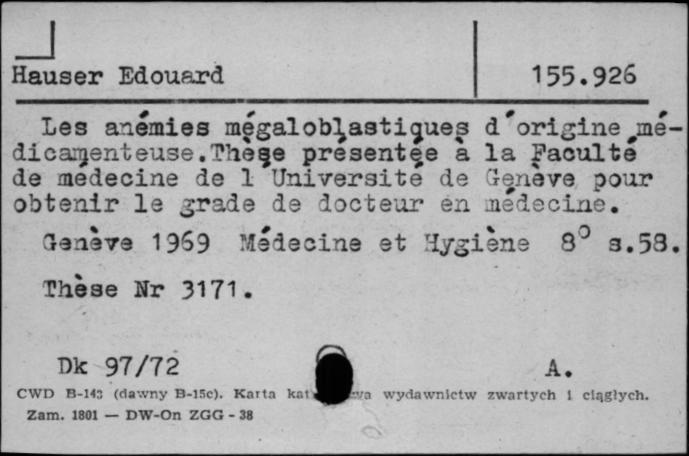 Hauser Edouard 155.926
Les anémies mégaloblastiques d'origine mé-
dicamenteuse.Thèse présentée à la Faculté
de médecine de l'Université de Genève pour
obtenir le grade de docteur en médecine.
Genève 1969 Médecine et Hygiène 8° s.58.
Thèse Nr 3171.
Dk 97/72 A.
CWD B-143 (dawny B-15c). Karta wydawnictw zwartych i ciągłych.
Zam. 1801 — DW-On ZGG - 38